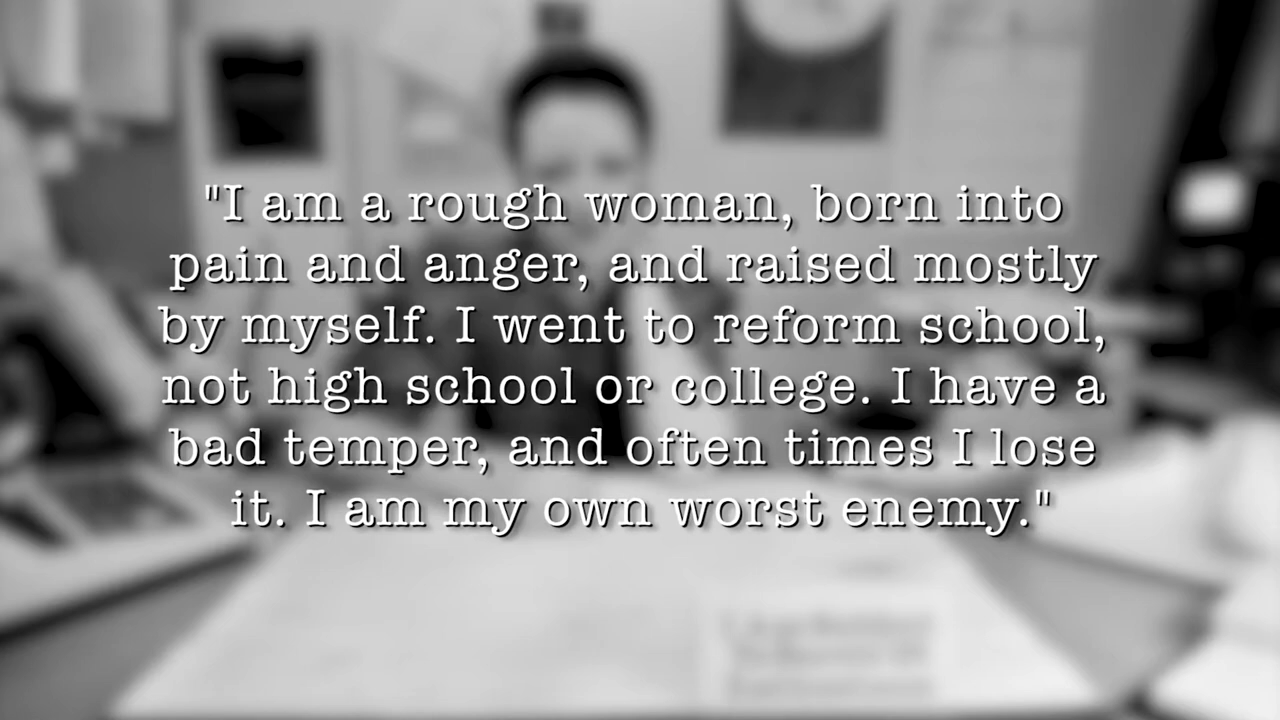 "I am a rough woman, born into
pain and anger, and raised mostly
by myself. I went to reform school,
not high school or college. I have a
bad temper, and often times I lose
it. I am my own worst enemy."